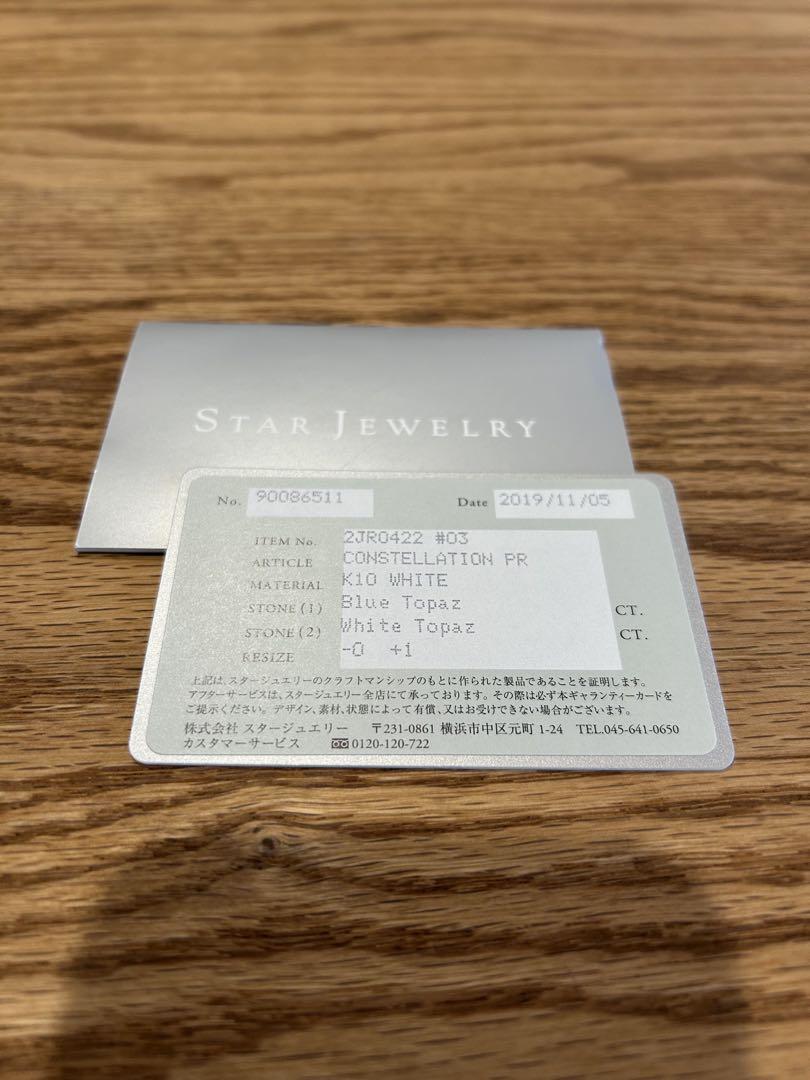 STAR JEWELRY
No. 90086511 Date 2019/11/05
ITEM No. 2JR0422 #03
ARTICLE CONSTELLATION PR
MATERIAL K10 WHITE
STONE (1) Blue Topaz CT.
STONE (2) White Topaz CT.
RESIZE -0 +1
上記は、スタージュエリーのクラフトマンシップのもとに作られた製品であることを証明します。
アフターサービスは、スタージュエリー全店にて承っております。その際は必ず本ギャランティーカードを
ご提示ください。デザイン、素材、状態によって有償、又はお受けできない場合がございます。
株式会社 スタージュエリー 〒231-0861 横浜市中区元町 1-24 TEL.045-641-0650
カスタマーサービス 0120-120-722